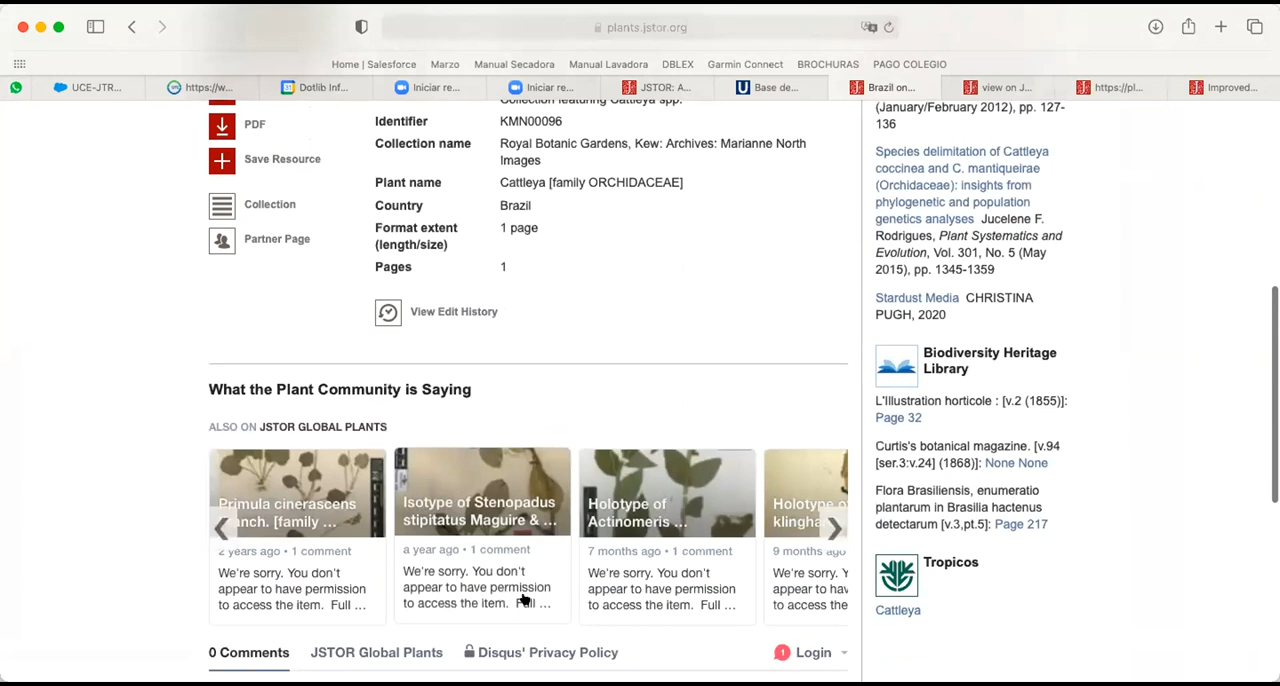 plants.jstor.org
Home | Salesforce Marzo Manual Secadora Manual Lavadora DBLEX Garmin Connect BROCHURAS PAGO COLEGIO
UCE-JTR... https://w... Dotlib Inf... Iniciar re... Iniciar re... JSTOR: A... Base de... Brazil on... view on J... https://pl... Improved...
Collection featuring Cattleya spp.
PDF
Save Resource
Collection
Partner Page
Identifier KMN00096
Collection name Royal Botanic Gardens, Kew: Archives: Marianne North
Images
Plant name Cattleya [family ORCHIDACEAE]
Country Brazil
Format extent 1 page
(length/size)
Pages 1
View Edit History
What the Plant Community is Saying
ALSO ON JSTOR GLOBAL PLANTS
Primula cinerascens
[family ...
2 years ago • 1 comment
We're sorry. You don't
appear to have permission
to access the item. Full ...
Isotype of Stenopadus
stipitatus Maguire & ...
a year ago • 1 comment
We're sorry. You don't
appear to have permission
to access the item. Full ...
Holotype of
Actinomeris ...
7 months ago • 1 comment
We're sorry. You don't
appear to have permission
to access the item. Full ...
Holotype o
klingha
9 months ago
We're sorry. Y
appear to have
to access the
0 Comments JSTOR Global Plants Disqus' Privacy Policy 1 Login
(January/February 2012), pp. 127-
136
Species delimitation of Cattleya
coccinea and C. mantiqueirae
(Orchidaceae): insights from
phylogenetic and population
genetics analyses Jucelene F.
Rodrigues, Plant Systematics and
Evolution, Vol. 301, No. 5 (May
2015), pp. 1345-1359
Stardust Media CHRISTINA
PUGH, 2020
Biodiversity Heritage
Library
L'Illustration horticole : [v.2 (1855)]:
Page 32
Curtis's botanical magazine. [v.94
[ser.3:v.24] (1868)]: None None
Flora Brasiliensis, enumeratio
plantarum in Brasilia hactenus
detectarum [v.3,pt.5]: Page 217
Tropicos
Cattleya